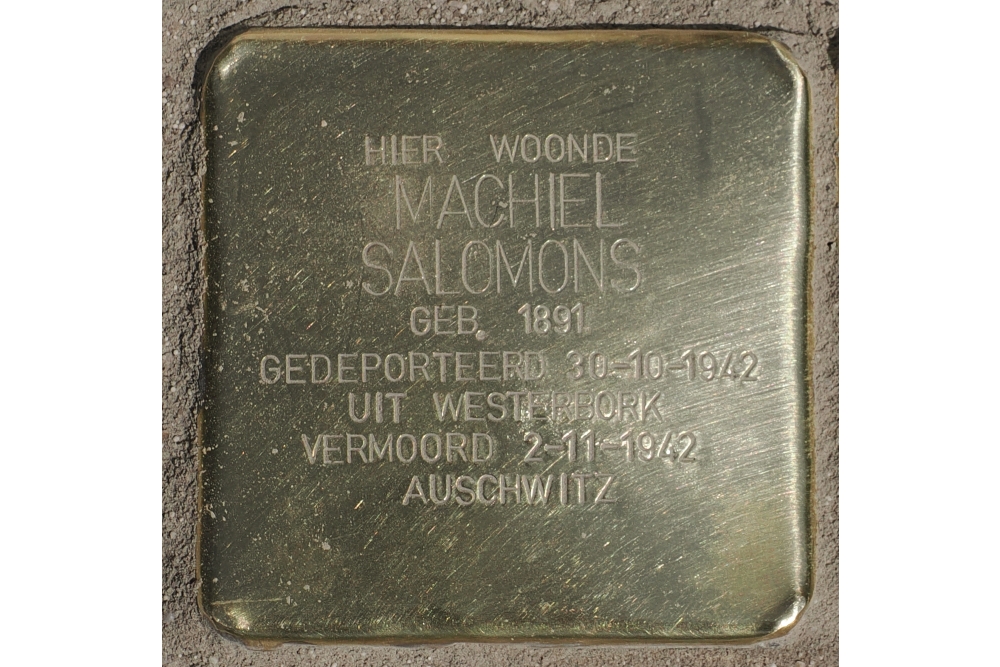 HIER WOONDE
MACHIEL
SALOMONS
GEB. 1891
GEDEPORTEERD 30-10-1942
UIT WESTERBORK
VERMOORD 2-11-1942
AUSCHWITZ